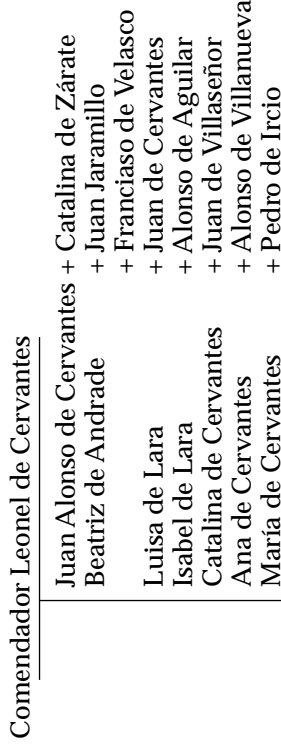 Comendador Leonel de Cervantes
Juan Alonso de Cervantes + Catalina de Zárate
Beatriz de Andrade + Juan Jaramillo
+ Franciaso de Velasco
Luisa de Lara + Juan de Cervantes
Isabel de Lara + Alonso de Aguilar
Catalina de Cervantes + Juan de Villaseñor
Ana de Cervantes + Alonso de Villanueva
María de Cervantes + Pedro de Ircio